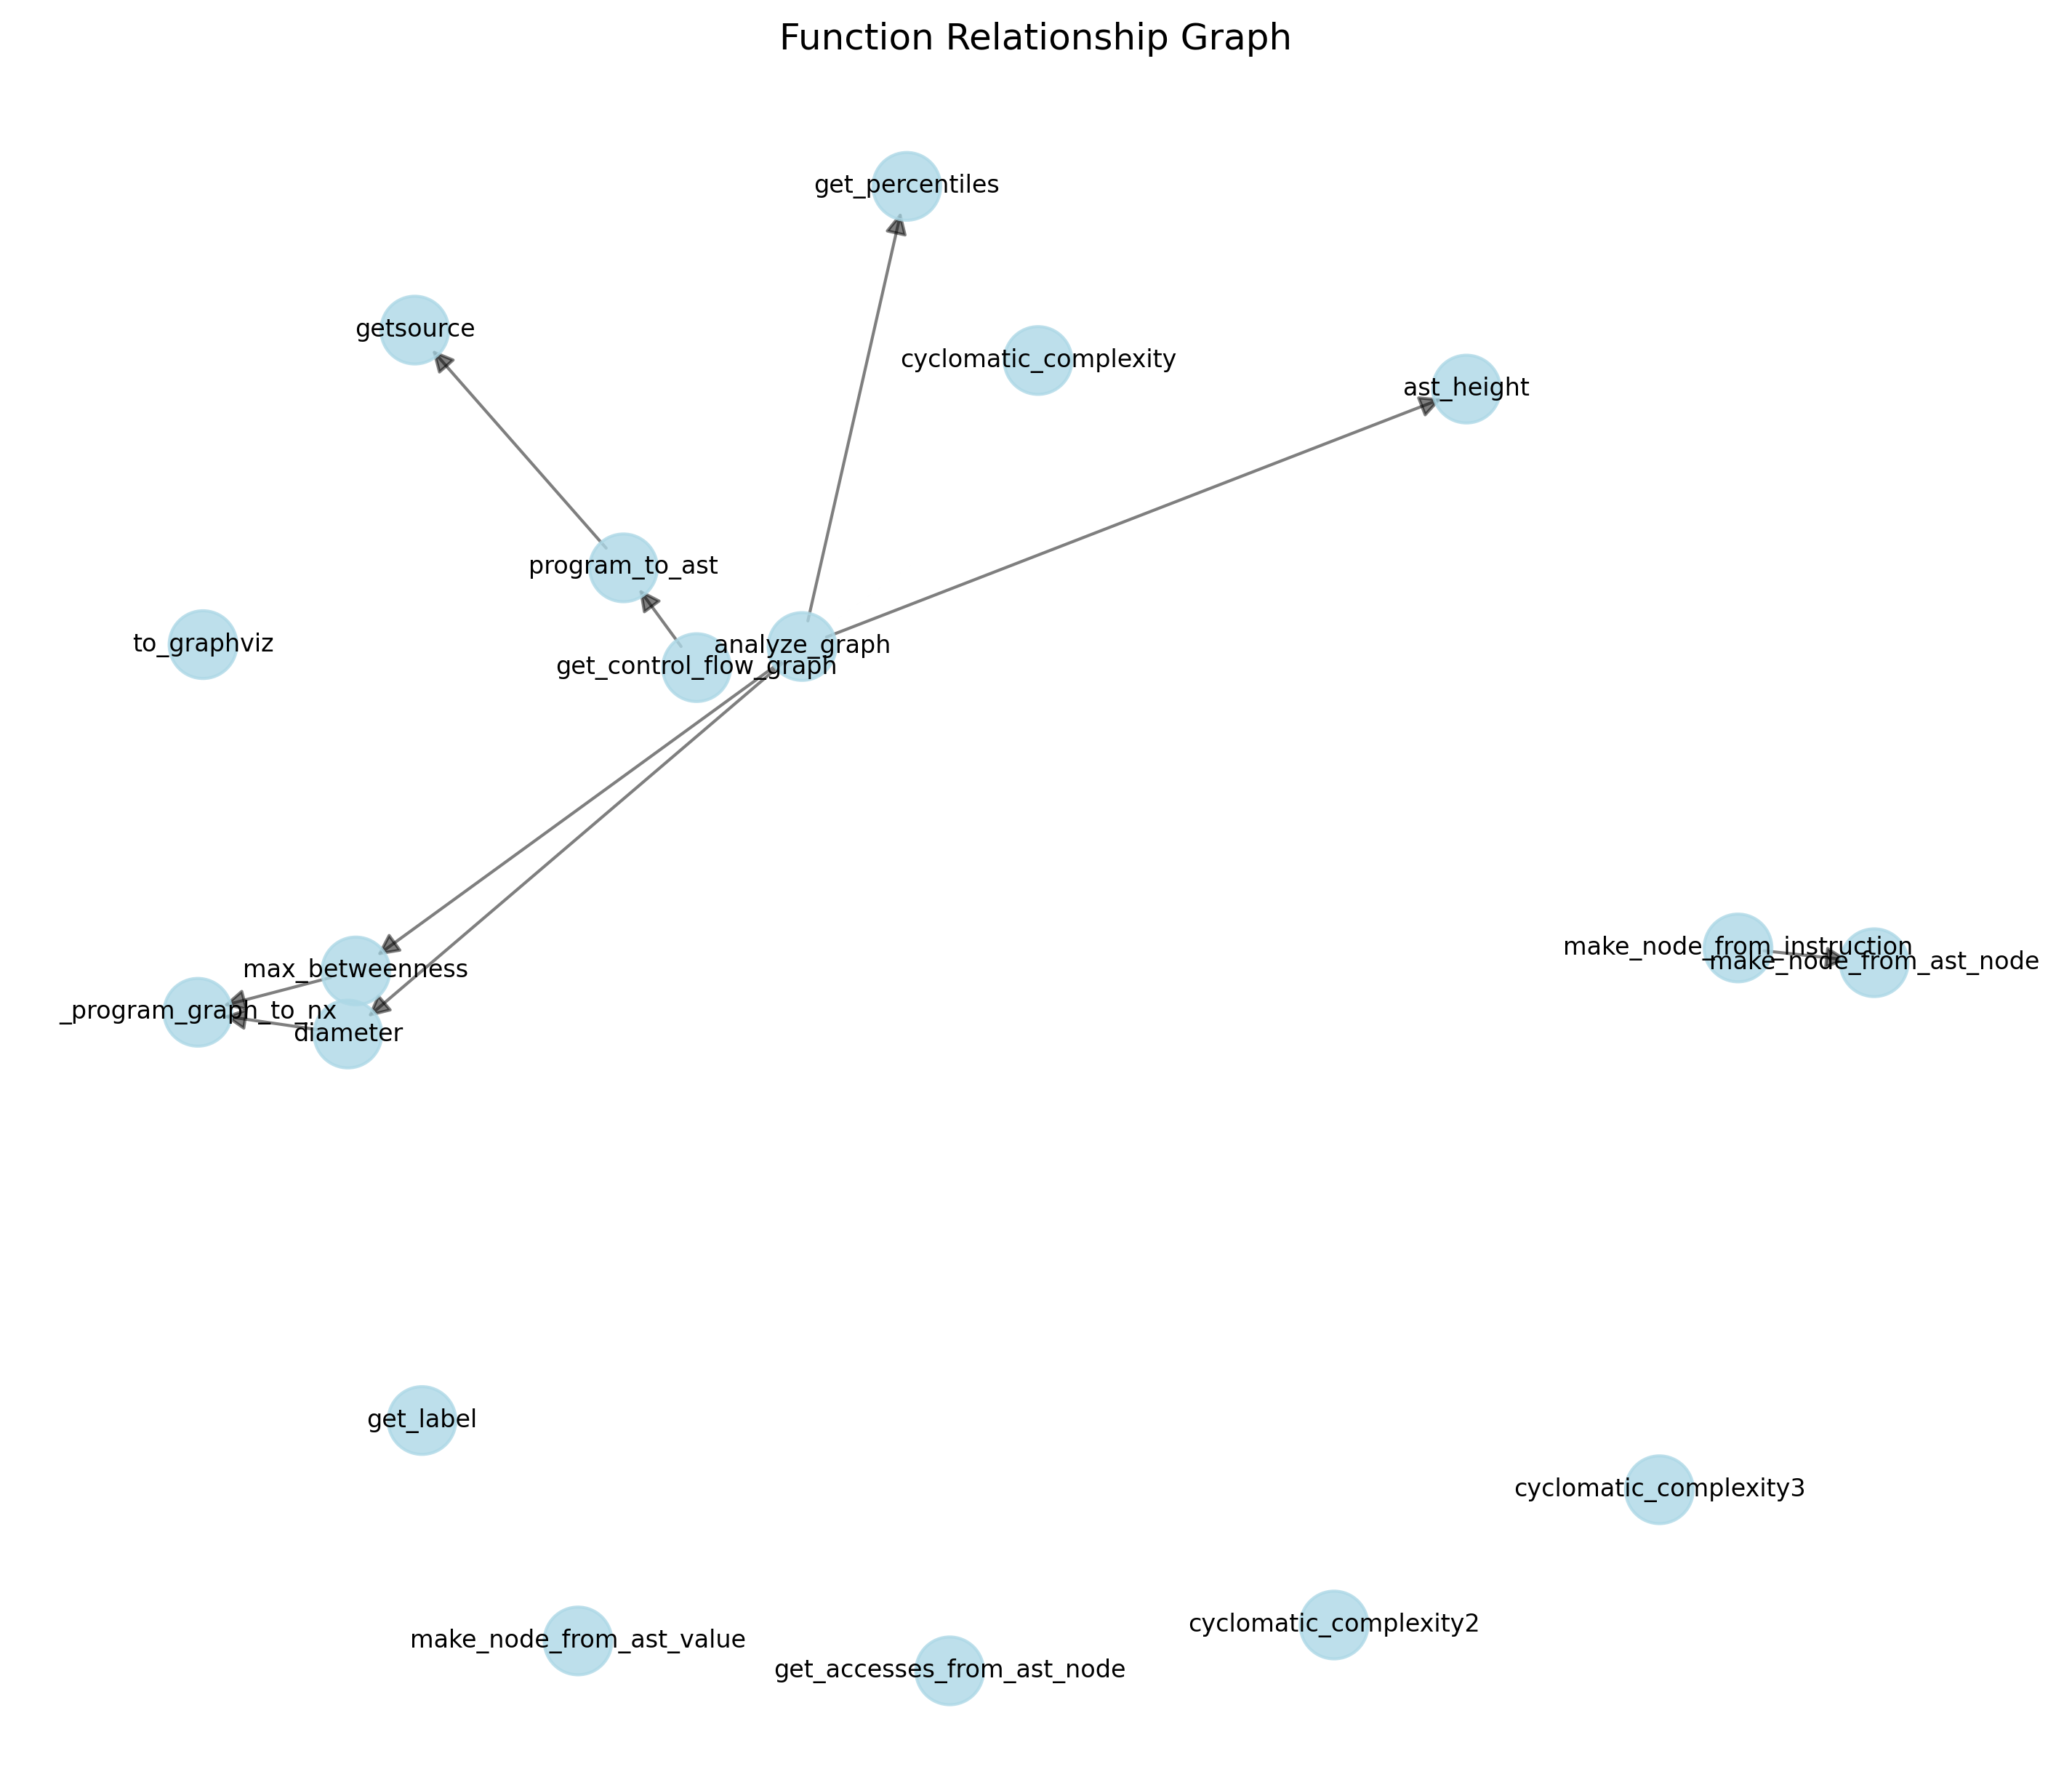 Function Relationship Graph
get_percentiles
getsource
cyclomatic_complexity
ast_height
program_to_ast
to_graphviz
analyze_graph
get_control_flow_graph
make_node_from_instruction
make_node_from_ast_node
max_betweenness
_program_graph_to_nx
diameter
get_label
cyclomatic_complexity3
cyclomatic_complexity2
make_node_from_ast_value
get_accesses_from_ast_node